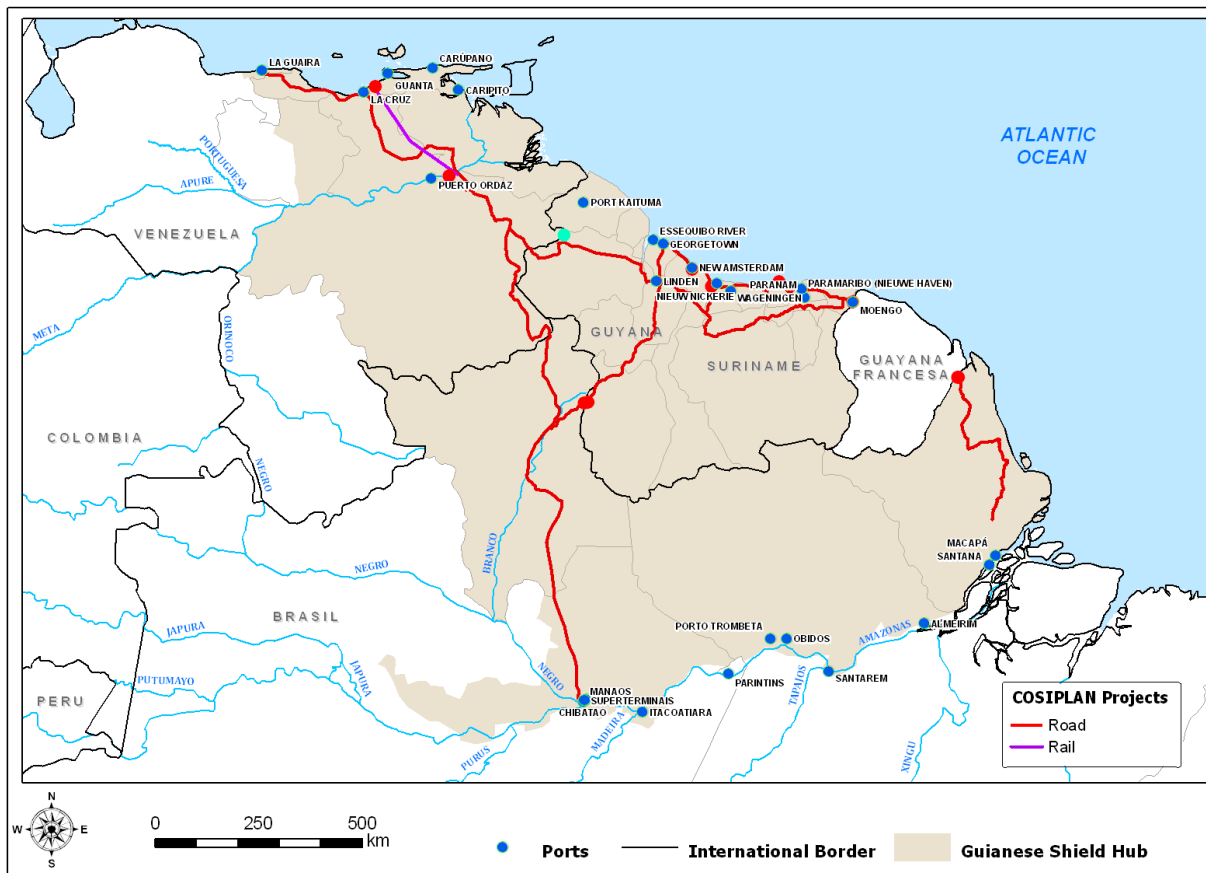 LA GUAIRA
CARÚPANO
GUANTA
LA CRUZ
CARIPITO
ATLANTIC
OCEAN
PORTUGUESA
APURE
PUERTO ORDAZ
PORT KAITUMA
VENEZUELA
ESSEQUIBO RIVER
GEORGETOWN
NEW AMSTERDAM
LINDEN
PARANAM
PARAMARIBO (NIEUWE HAVEN)
NIEUW NICKERIE
WAGENINGEN
MOENGO
META
ORINOCO
GUYANA
SURINAME
GUAYANA
FRANCESA
COLOMBIA
NEGRO
BRANCO
NEGRO
MACAPÁ
SANTANA
BRASIL
JAPURA
JAPURA
PUTUMAYO
PERU
NEGRO
PORTO TROMBETA
OBIDOS
AMAZONAS
ALMEIRIM
PARINTINS
TAPAJOS
SANTAREM
MANAOS
SUPERTERMINAIS
CHIBATAO
ITACOATIARA
MADEIRA
PURUS
XINGU
COSIPLAN Projects
Road
Rail
N
W
E
S
0
250
500
km
Ports
International Border
Guianese Shield Hub